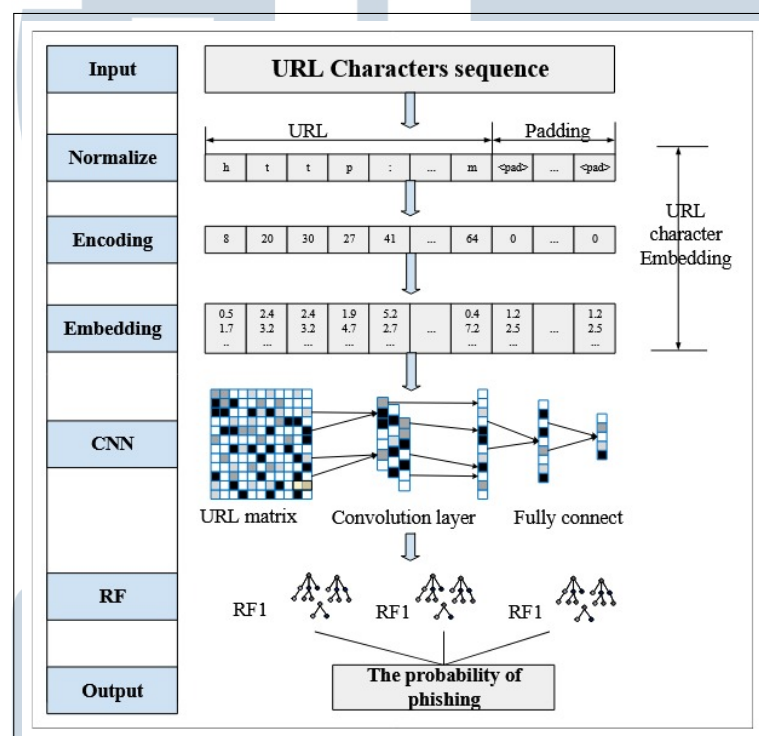 Input
URL Characters sequence
URL
Padding
Normalize
h t t p : ... m <pad> ... <pad>
Encoding
8 20 30 27 41 ... 64 0 ... 0
URL
character
Embedding
Embedding
0.5 2.4 2.4 1.9 5.2 ... 0.4 1.2 ... 1.2
1.7 3.2 3.2 4.7 2.7 7.2 2.5 2.5
.. ... ... ... ... ... ... ...
CNN
URL matrix
Convolution layer
Fully connect
RF
RF1
RF1
RF1
Output
The probability of
phishing